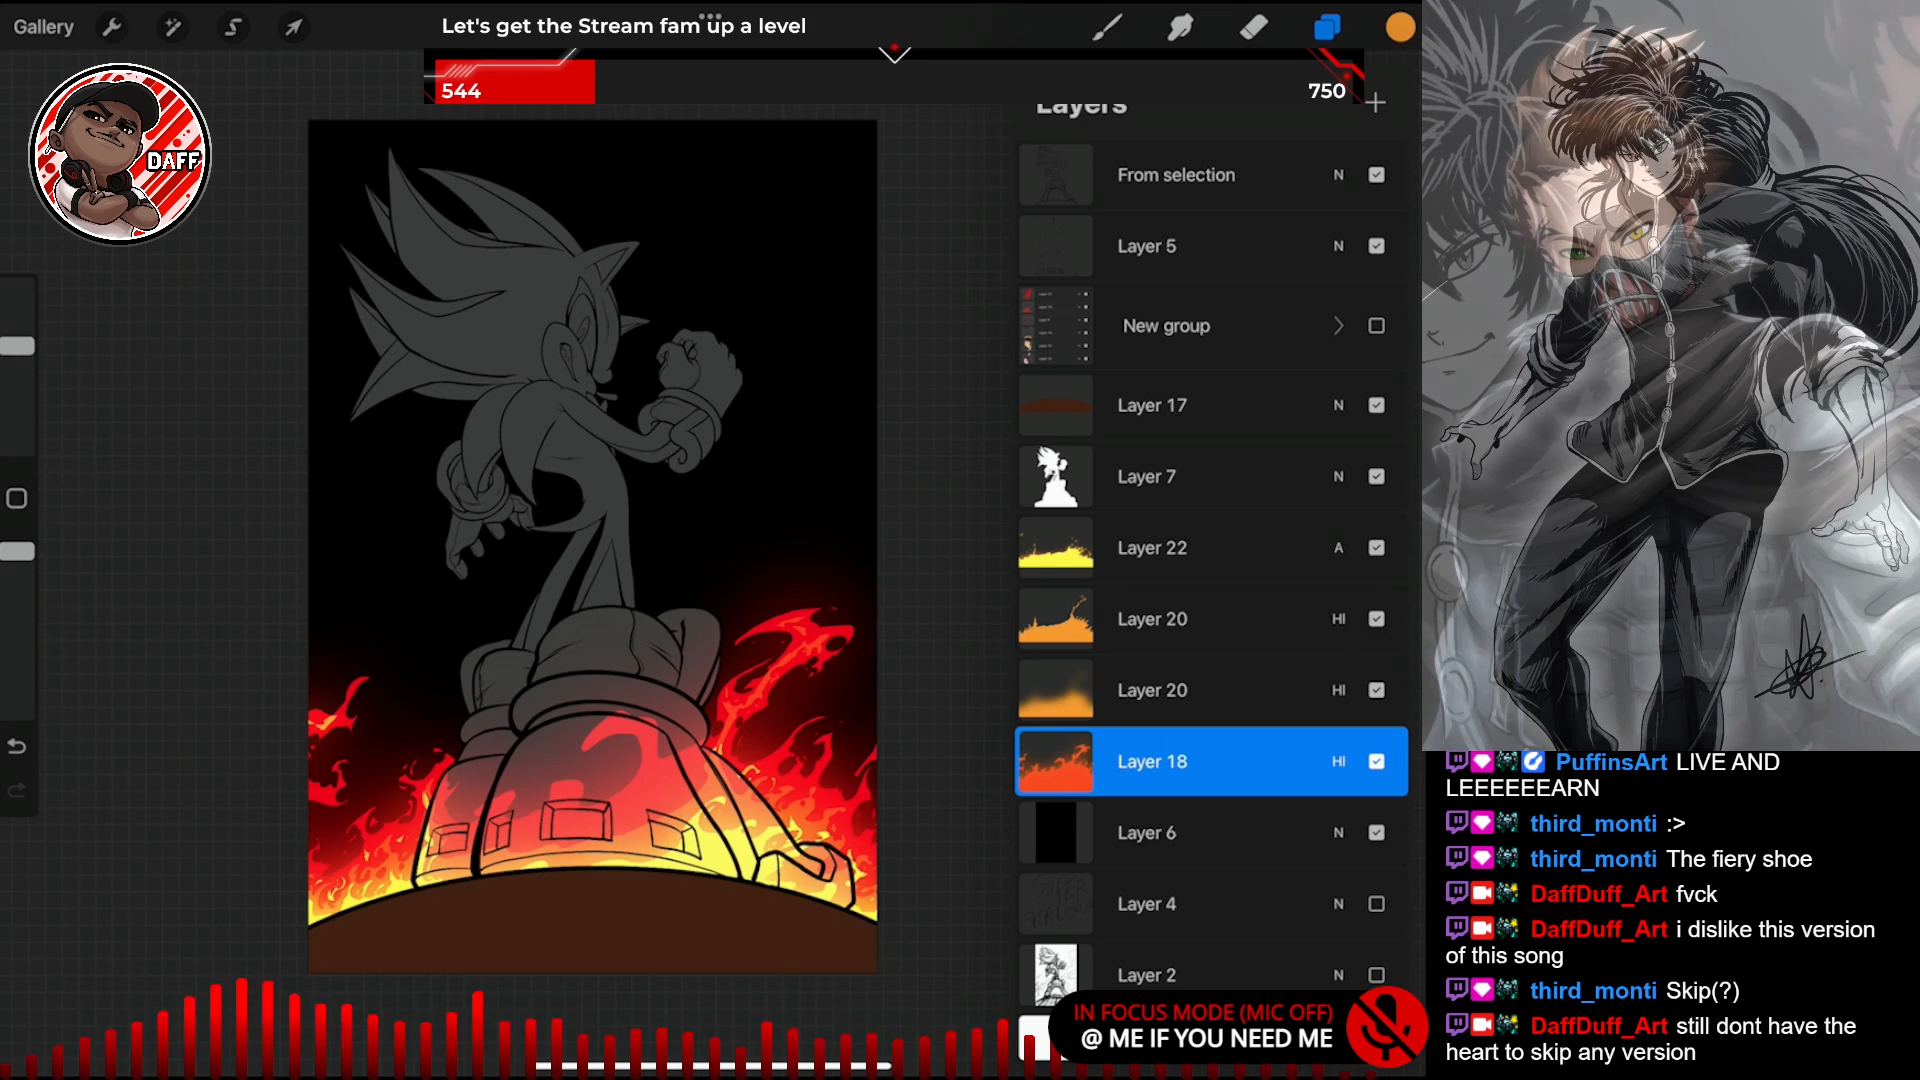 Gallery
Let's get the Stream fam up a level
544
750
DAFF
Layers
From selection N
Layer 5 N
New group
Layer 17 N
Layer 7 N
Layer 22 A
Layer 20 HI
Layer 20 HI
Layer 18 HI
Layer 6 N
Layer 4 N
Layer 2 N
IN FOCUS MODE (MIC OFF)
@ ME IF YOU NEED ME
PuffinsArt LIVE AND
LEEEEEEARN
third_monti :>
third_monti The fiery shoe
DaffDuff_Art fvck
DaffDuff_Art i dislike this version
of this song
third_monti Skip(?)
DaffDuff_Art still dont have the
heart to skip any version